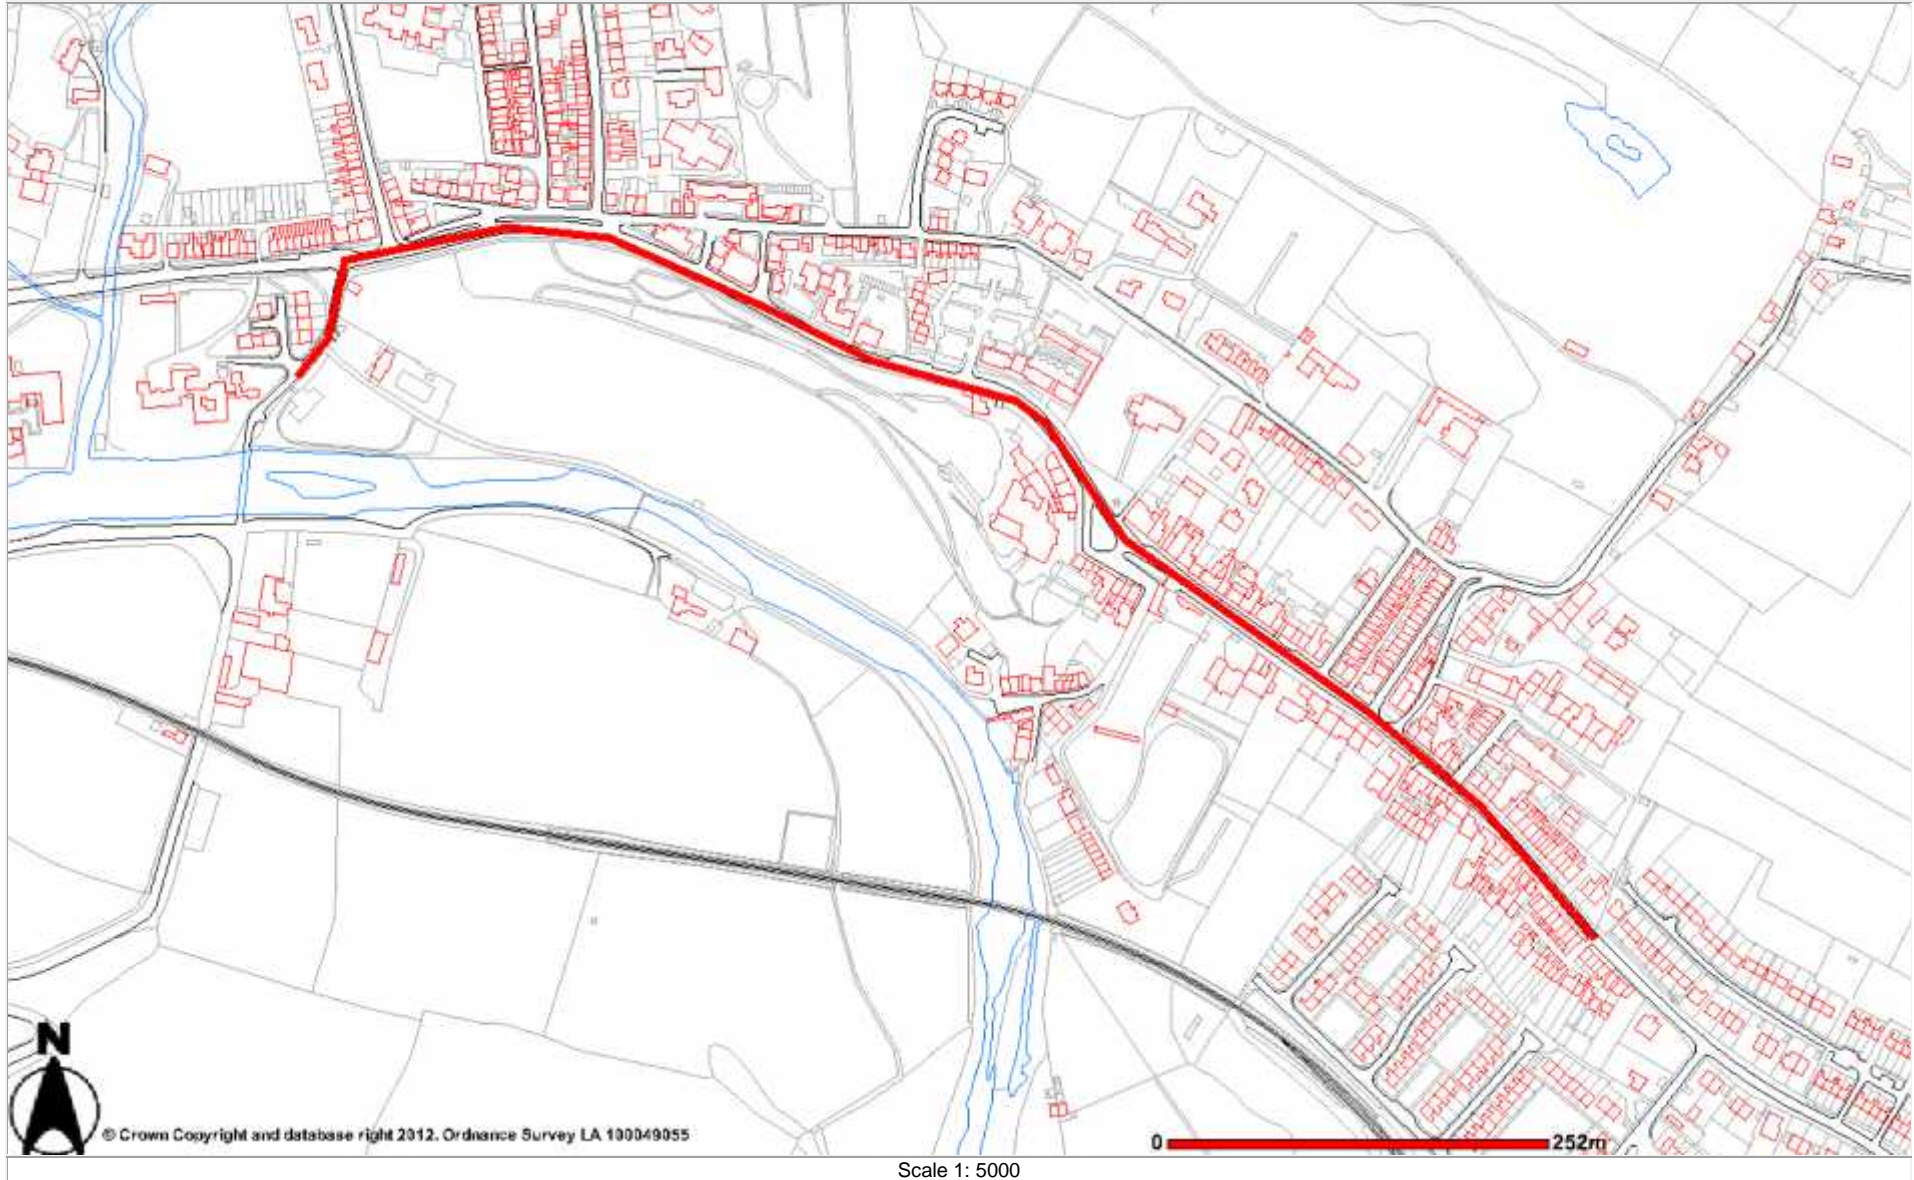 N
© Crown Copyright and database right 2012. Ordnance Survey LA 100049055
0 252m
Scale 1: 5000